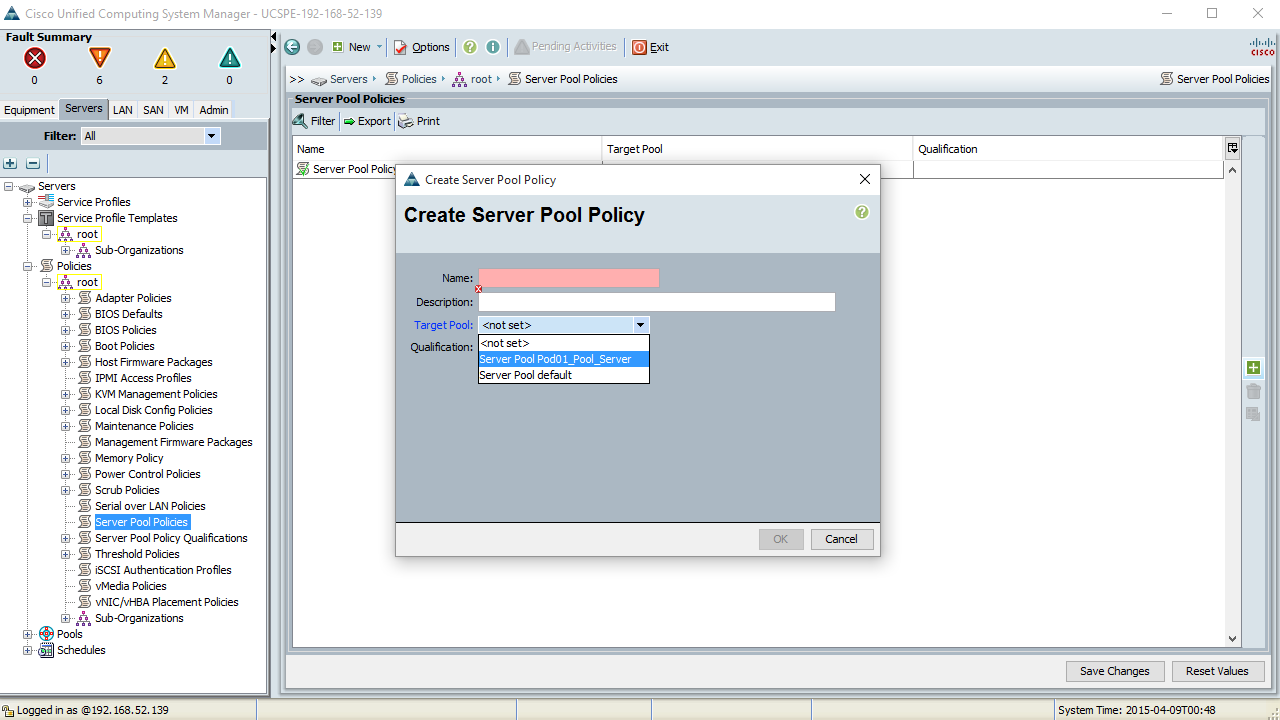 Cisco Unified Computing System Manager - UCSPE-192-168-52-139
Fault Summary
0 6 2 0
Equipment Servers LAN SAN VM Admin
Filter: All
Servers
Service Profiles
Service Profile Templates
root
Sub-Organizations
Policies
root
Adapter Policies
BIOS Defaults
BIOS Policies
Boot Policies
Host Firmware Packages
IPMI Access Profiles
KVM Management Policies
Local Disk Config Policies
Maintenance Policies
Management Firmware Packages
Memory Policy
Power Control Policies
Scrub Policies
Serial over LAN Policies
Server Pool Policies
Server Pool Policy Qualifications
Threshold Policies
iSCSI Authentication Profiles
vMedia Policies
vNIC/vHBA Placement Policies
Sub-Organizations
Pools
Schedules
New Options Pending Activities Exit
CISCO
>> Servers Policies root Server Pool Policies Server Pool Policies
Server Pool Policies
Filter Export Print
Name Target Pool Qualification
Server Pool Policy
Create Server Pool Policy
Create Server Pool Policy
Name:
Description:
Target Pool: <not set>
<not set>
Qualification:
Server Pool Pod01_Pool_Server
Server Pool default
OK Cancel
Save Changes Reset Values
Logged in as @192.168.52.139
System Time: 2015-04-09T00:48